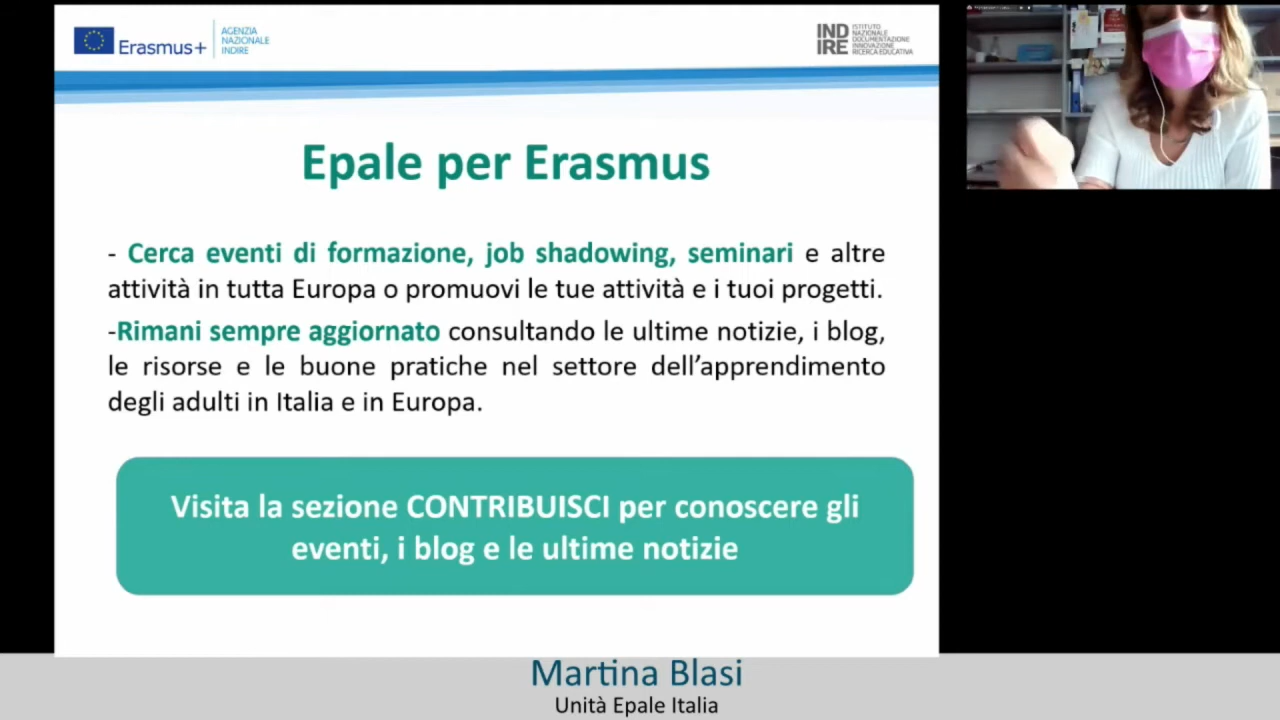 Erasmus+
AGENZIA
NAZIONALE
INDIRE
IND
IRE
ISTITUTO
NAZIONALE
DOCUMENTAZIONE
INNOVAZIONE
RICERCA EDUCATIVA
Epale per Erasmus
- Cerca eventi di formazione, job shadowing, seminari e altre
attività in tutta Europa o promuovi le tue attività e i tuoi progetti.
-Rimani sempre aggiornato consultando le ultime notizie, i blog,
le risorse e le buone pratiche nel settore dell’apprendimento
degli adulti in Italia e in Europa.
Visita la sezione CONTRIBUISCI per conoscere gli
eventi, i blog e le ultime notizie
Martina Blasi
Unità Epale Italia